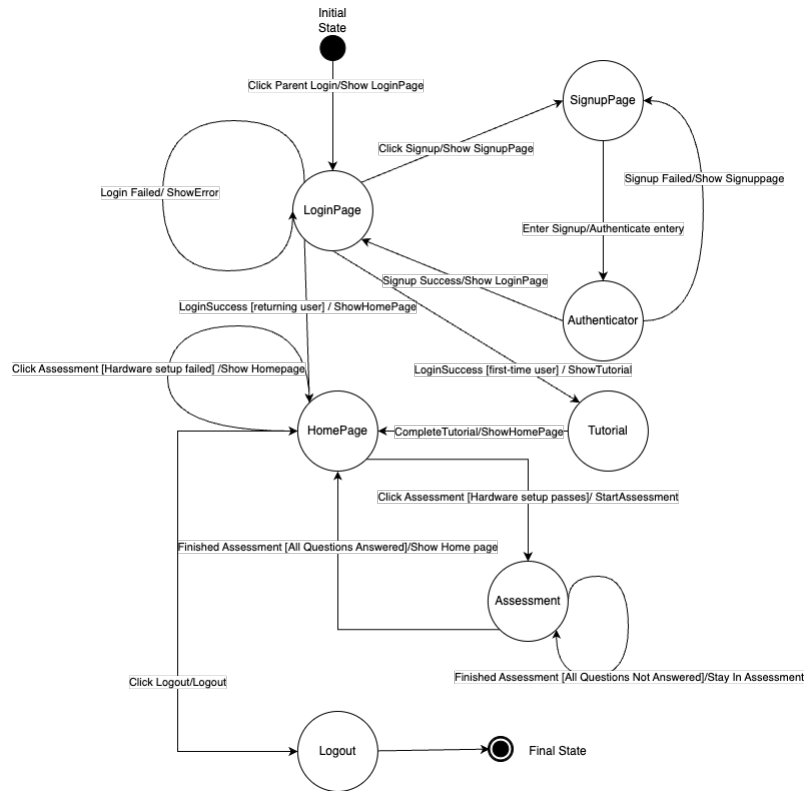 Initial
State
Click Parent Login/Show LoginPage
SignupPage
Click Signup/Show SignupPage
Signup Failed/Show Signuppage
Login Failed/ ShowError
LoginPage
Enter Signup/Authenticate entery
Signup Success/Show LoginPage
LoginSuccess [returning user] / ShowHomePage
Authenticator
Click Assessment [Hardware setup failed] /Show Homepage
LoginSuccess [first-time user] / ShowTutorial
HomePage
CompleteTutorial/ShowHomePage
Tutorial
Click Assessment [Hardware setup passes]/ StartAssessment
Finished Assessment [All Questions Answered]/Show Home page
Assessment
Finished Assessment [All Questions Not Answered]/Stay In Assessment
Click Logout/Logout
Logout
Final State